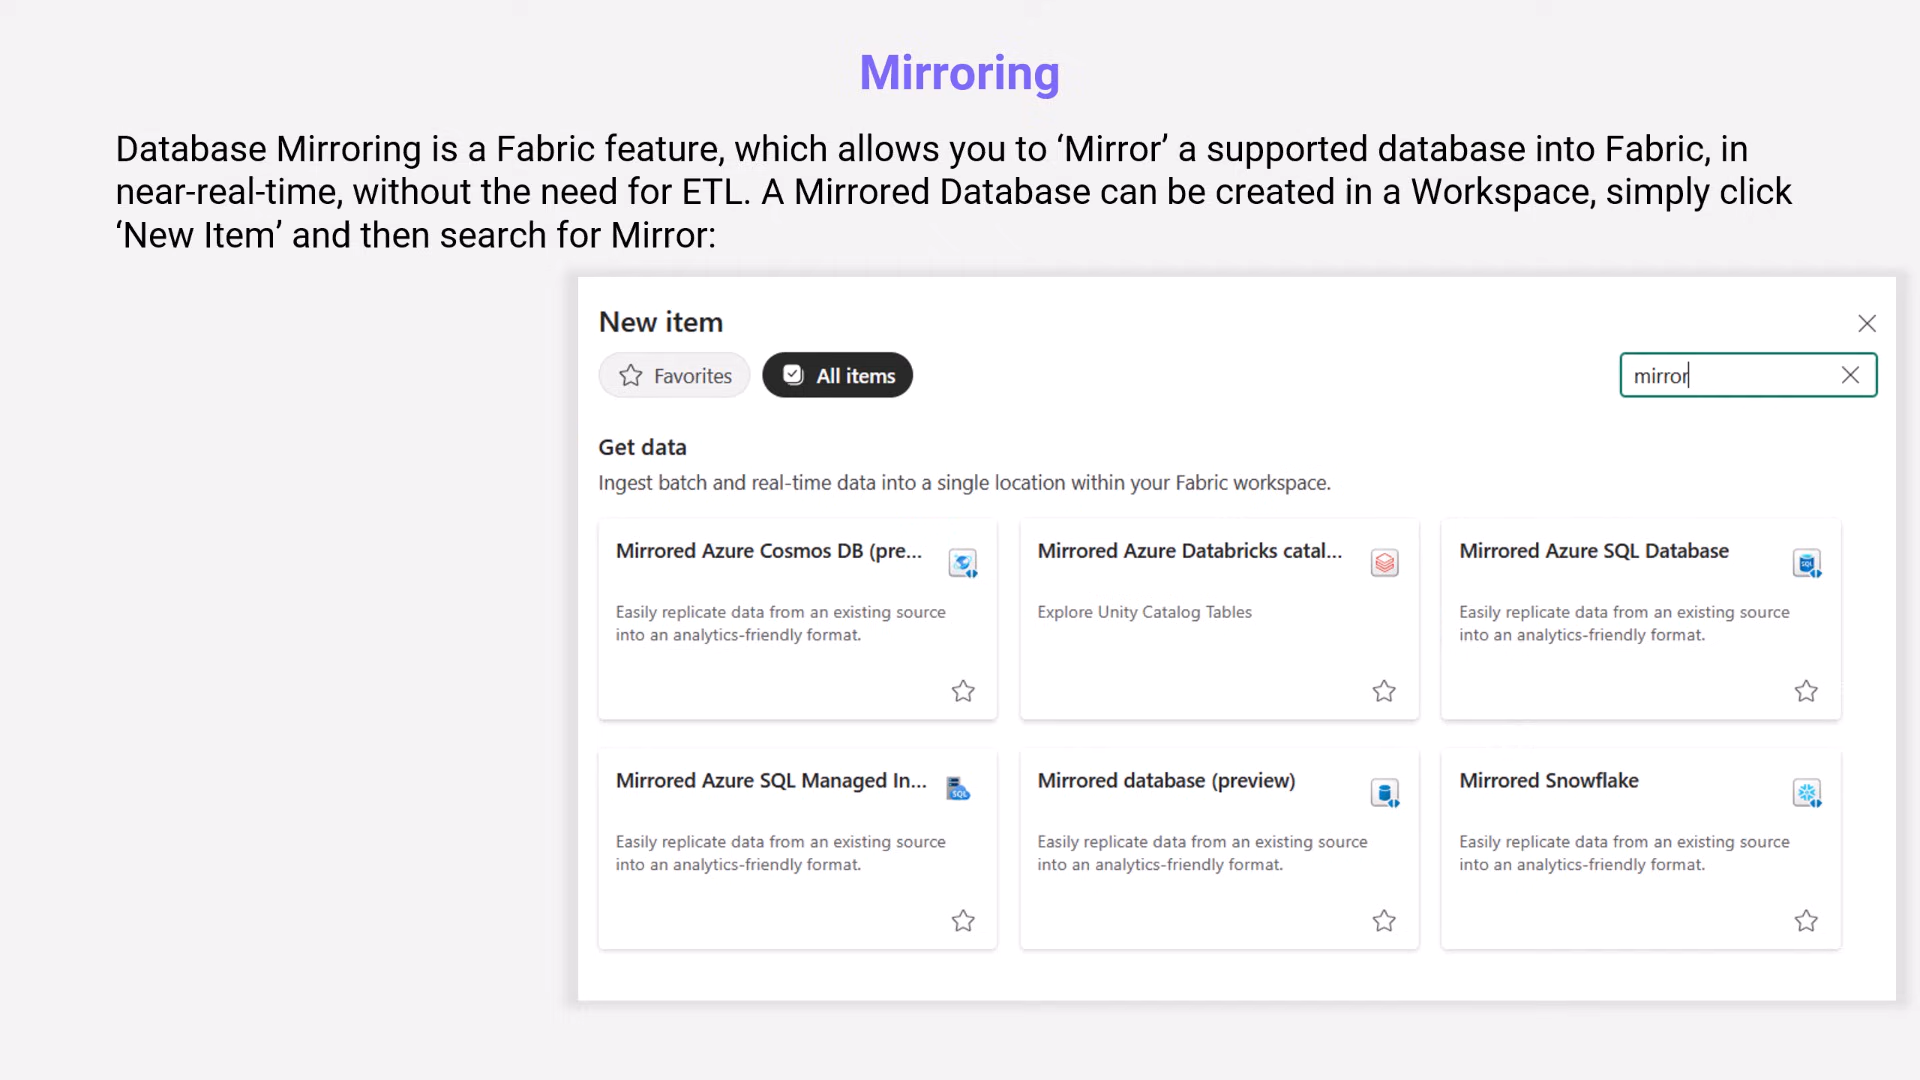 Mirroring
Database Mirroring is a Fabric feature, which allows you to ‘Mirror’ a supported database into Fabric, in
near-real-time, without the need for ETL. A Mirrored Database can be created in a Workspace, simply click
‘New Item’ and then search for Mirror:
New item
Favorites
All items
mirror
Get data
Ingest batch and real-time data into a single location within your Fabric workspace.
Mirrored Azure Cosmos DB (pre...
Easily replicate data from an existing source
into an analytics-friendly format.
Mirrored Azure Databricks catal...
Explore Unity Catalog Tables
Mirrored Azure SQL Database
SQL
Easily replicate data from an existing source
into an analytics-friendly format.
Mirrored Azure SQL Managed In...
SQL
Easily replicate data from an existing source
into an analytics-friendly format.
Mirrored database (preview)
Easily replicate data from an existing source
into an analytics-friendly format.
Mirrored Snowflake
Easily replicate data from an existing source
into an analytics-friendly format.